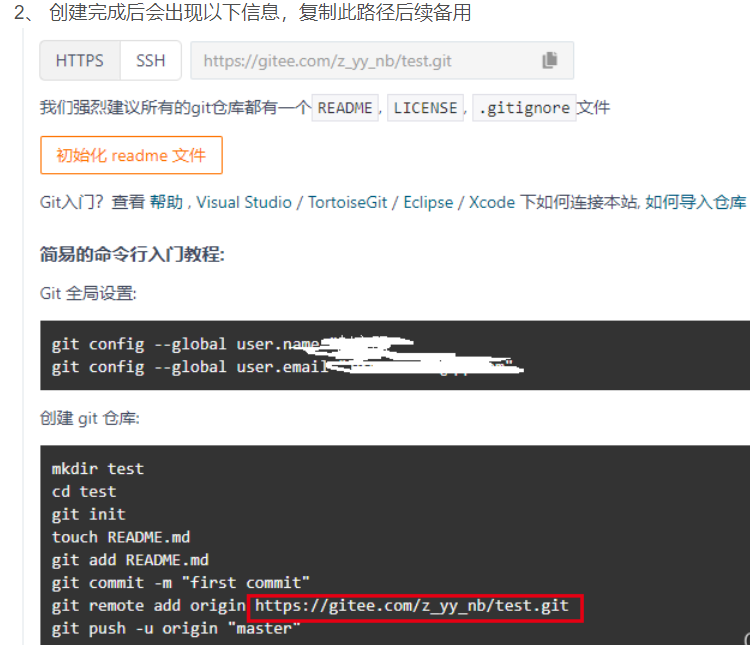 2、 创建完成后会出现以下信息，复制此路径后续备用
HTTPS SSH https://gitee.com/z_yy_nb/test.git
我们强烈建议所有的git仓库都有一个 README , LICENSE , .gitignore 文件
初始化 readme 文件
Git入门？查看 帮助 , Visual Studio / TortoiseGit / Eclipse / Xcode 下如何连接本站, 如何导入仓库
简易的命令行入门教程:
Git 全局设置:
git config --global user.name
git config --global user.email
创建 git 仓库:
mkdir test
cd test
git init
touch README.md
git add README.md
git commit -m "first commit"
git remote add origin https://gitee.com/z_yy_nb/test.git
git push -u origin "master"